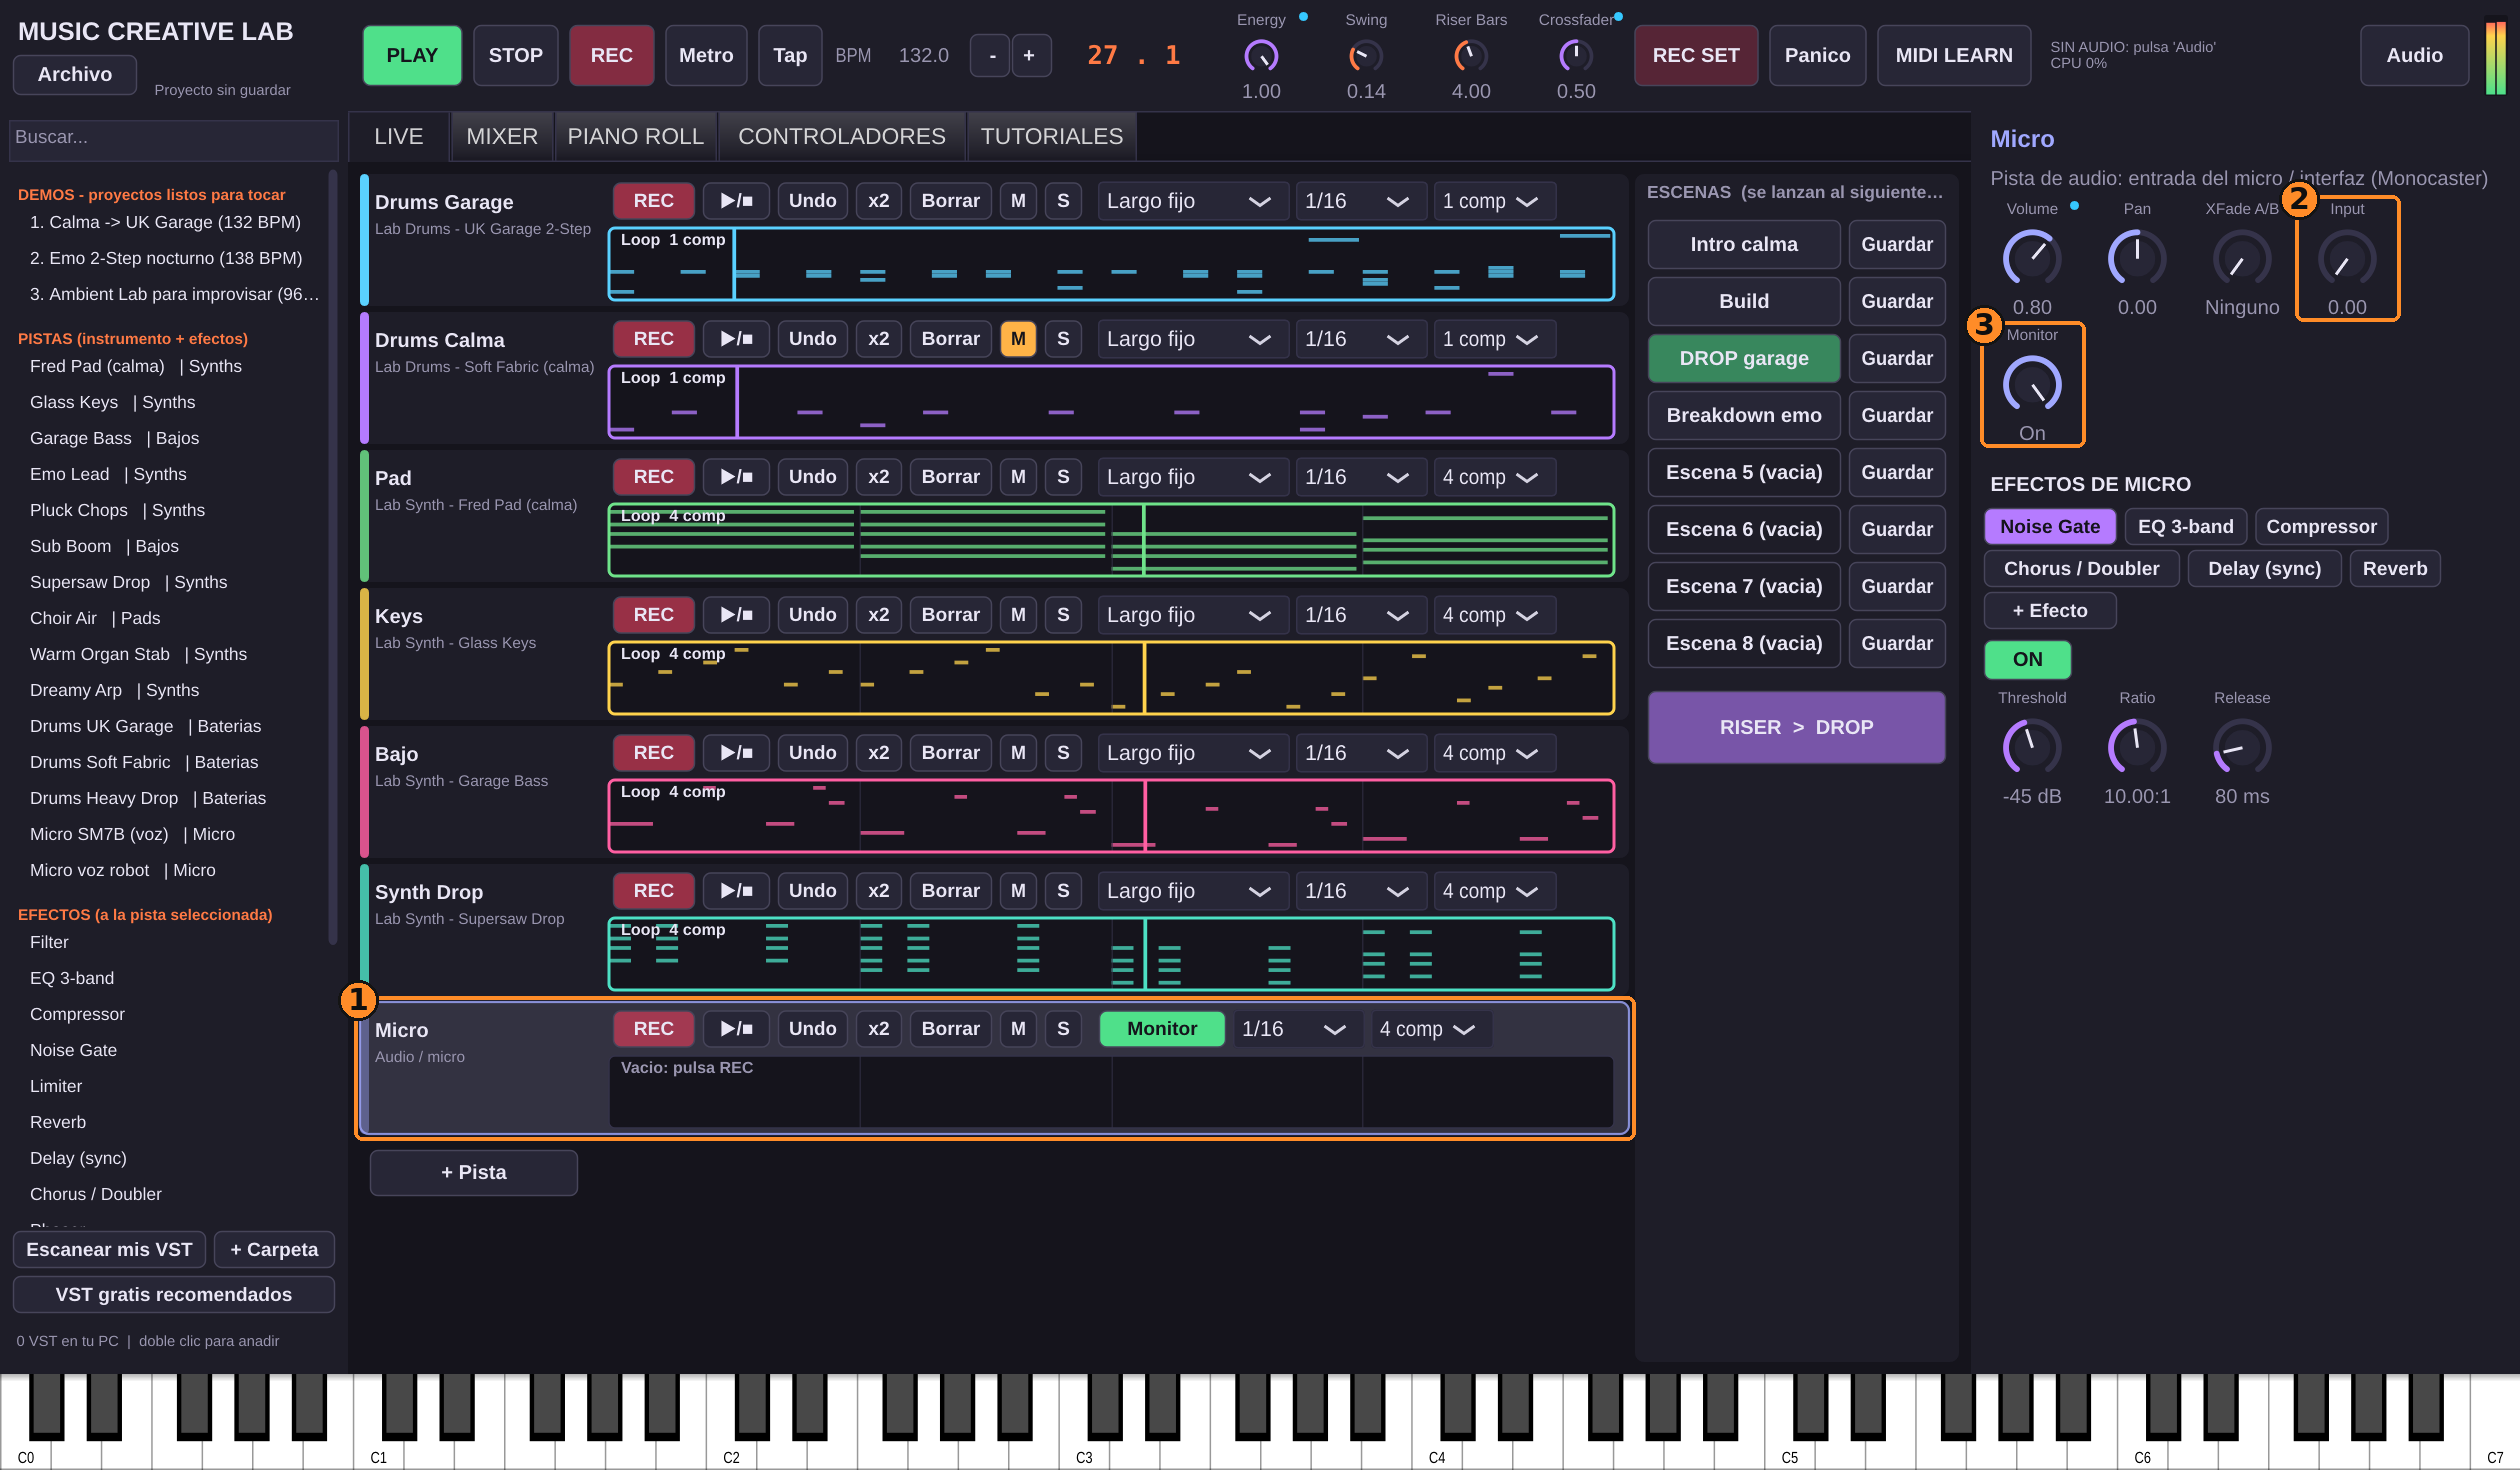 MUSIC CREATIVE LAB
Archivo
Proyecto sin guardar
PLAY STOP REC Metro Tap BPM 132.0 - + 27 . 1
Energy Swing Riser Bars Crossfader
1.00 0.14 4.00 0.50
REC SET Panico MIDI LEARN
SIN AUDIO: pulsa 'Audio'
CPU 0%
Audio
Buscar...
DEMOS - proyectos listos para tocar
1. Calma -> UK Garage (132 BPM)
2. Emo 2-Step nocturno (138 BPM)
3. Ambient Lab para improvisar (96...
PISTAS (instrumento + efectos)
Fred Pad (calma) | Synths
Glass Keys | Synths
Garage Bass | Bajos
Emo Lead | Synths
Pluck Chops | Synths
Sub Boom | Bajos
Supersaw Drop | Synths
Choir Air | Pads
Warm Organ Stab | Synths
Dreamy Arp | Synths
Drums UK Garage | Baterias
Drums Soft Fabric | Baterias
Drums Heavy Drop | Baterias
Micro SM7B (voz) | Micro
Micro voz robot | Micro
EFECTOS (a la pista seleccionada)
Filter
EQ 3-band
Compressor
Noise Gate
Limiter
Reverb
Delay (sync)
Chorus / Doubler
Escanear mis VST + Carpeta
VST gratis recomendados
0 VST en tu PC | doble clic para anadir
LIVE MIXER PIANO ROLL CONTROLADORES TUTORIALES
Drums Garage REC ▶/■ Undo x2 Borrar M S Largo fijo 1/16 1 comp
Lab Drums - UK Garage 2-Step
Loop 1 comp
Drums Calma REC ▶/■ Undo x2 Borrar M S Largo fijo 1/16 1 comp
Lab Drums - Soft Fabric (calma)
Loop 1 comp
Pad REC ▶/■ Undo x2 Borrar M S Largo fijo 1/16 4 comp
Lab Synth - Fred Pad (calma)
Loop 4 comp
Keys REC ▶/■ Undo x2 Borrar M S Largo fijo 1/16 4 comp
Lab Synth - Glass Keys
Loop 4 comp
Bajo REC ▶/■ Undo x2 Borrar M S Largo fijo 1/16 4 comp
Lab Synth - Garage Bass
Loop 4 comp
Synth Drop REC ▶/■ Undo x2 Borrar M S Largo fijo 1/16 4 comp
Lab Synth - Supersaw Drop
Loop 4 comp
1
Micro REC ▶/■ Undo x2 Borrar M S Monitor 1/16 4 comp
Audio / micro
Vacio: pulsa REC
+ Pista
ESCENAS (se lanzan al siguiente...
Intro calma Guardar
Build Guardar
DROP garage Guardar
Breakdown emo Guardar
Escena 5 (vacia) Guardar
Escena 6 (vacia) Guardar
Escena 7 (vacia) Guardar
Escena 8 (vacia) Guardar
RISER > DROP
Micro
Pista de audio: entrada del micro / interfaz (Monocaster)
2
Volume Pan XFade A/B Input
0.80 0.00 Ninguno 0.00
3
Monitor
On
EFECTOS DE MICRO
Noise Gate EQ 3-band Compressor
Chorus / Doubler Delay (sync) Reverb
+ Efecto
ON
Threshold Ratio Release
-45 dB 10.00:1 80 ms
C0 C1 C2 C3 C4 C5 C6 C7